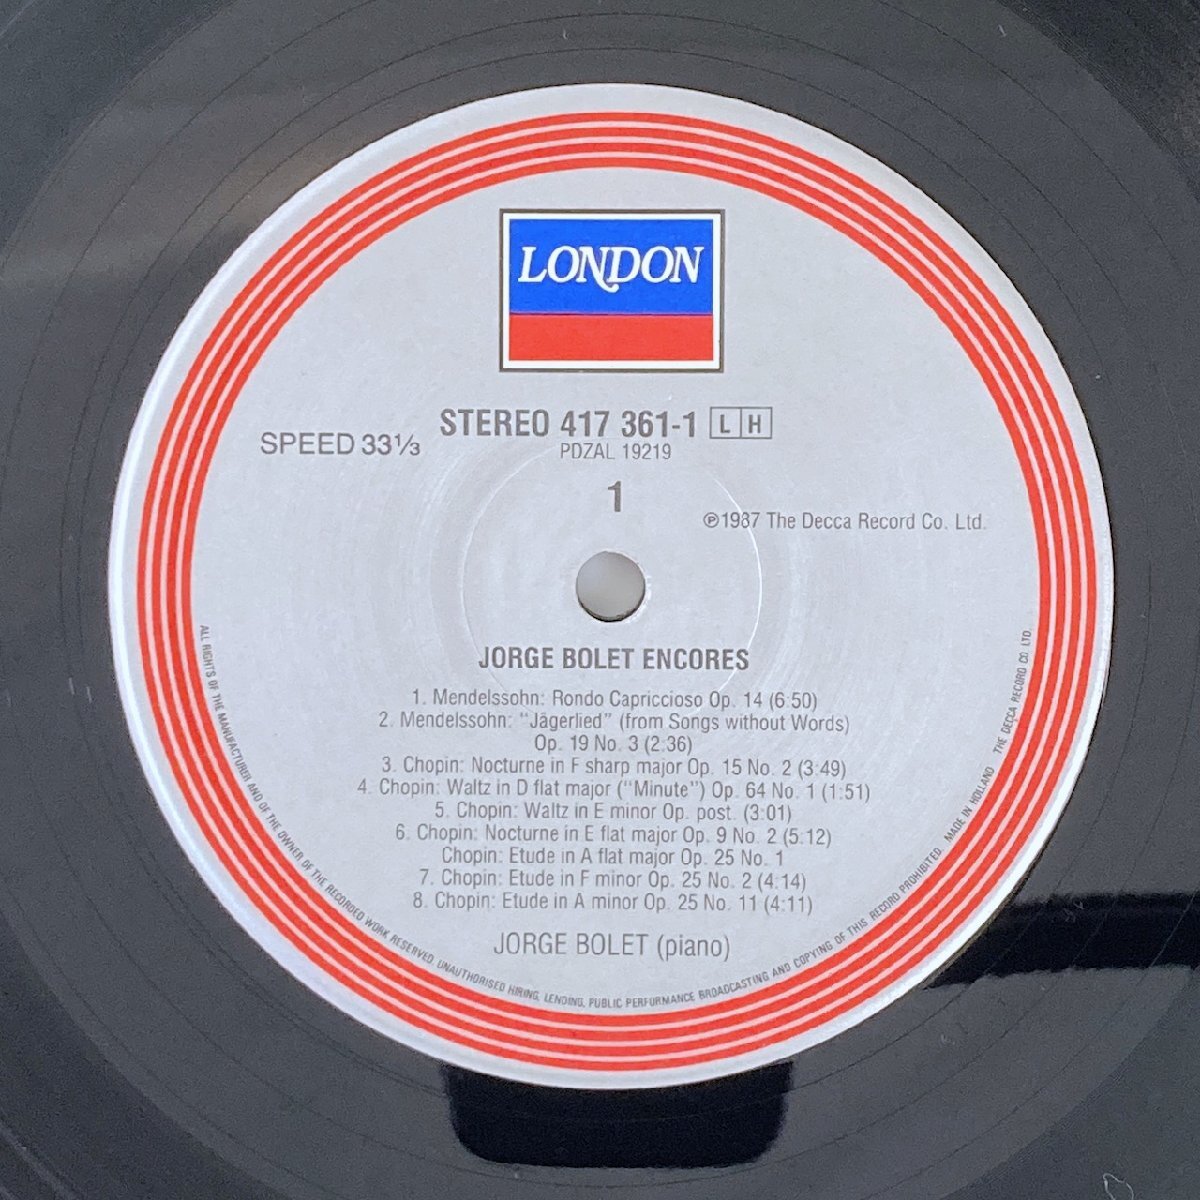 LONDON
SPEED 33⅓
STEREO 417 361-1 L H
PDZAL 19219
1
℗1987 The Decca Record Co. Ltd.
JORGE BOLET ENCORES
1. Mendelssohn: Rondo Capriccioso Op. 14 (6:50)
2. Mendelssohn: "Jägerlied" (from Songs without Words)
Op. 19 No. 3 (2:36)
3. Chopin: Nocturne in F sharp major Op. 15 No. 2 (3:49)
4. Chopin: Waltz in D flat major ("Minute") Op. 64 No. 1 (1:51)
5. Chopin: Waltz in E minor Op. post. (3:01)
6. Chopin: Nocturne in E flat major Op. 9 No. 2 (5:12)
Chopin: Etude in A flat major Op. 25 No. 1
7. Chopin: Etude in F minor Op. 25 No. 2 (4:14)
8. Chopin: Etude in A minor Op. 25 No. 11 (4:11)
JORGE BOLET (piano)
ALL RIGHTS OF THE MANUFACTURER AND OF THE OWNER OF THE RECORDED WORK RESERVED. UNAUTHORISED HIRING, LENDING, PUBLIC PERFORMANCE BROADCASTING AND COPYING OF THIS RECORD PROHIBITED. MADE IN HOLLAND THE DECCA RECORD CO LTD.